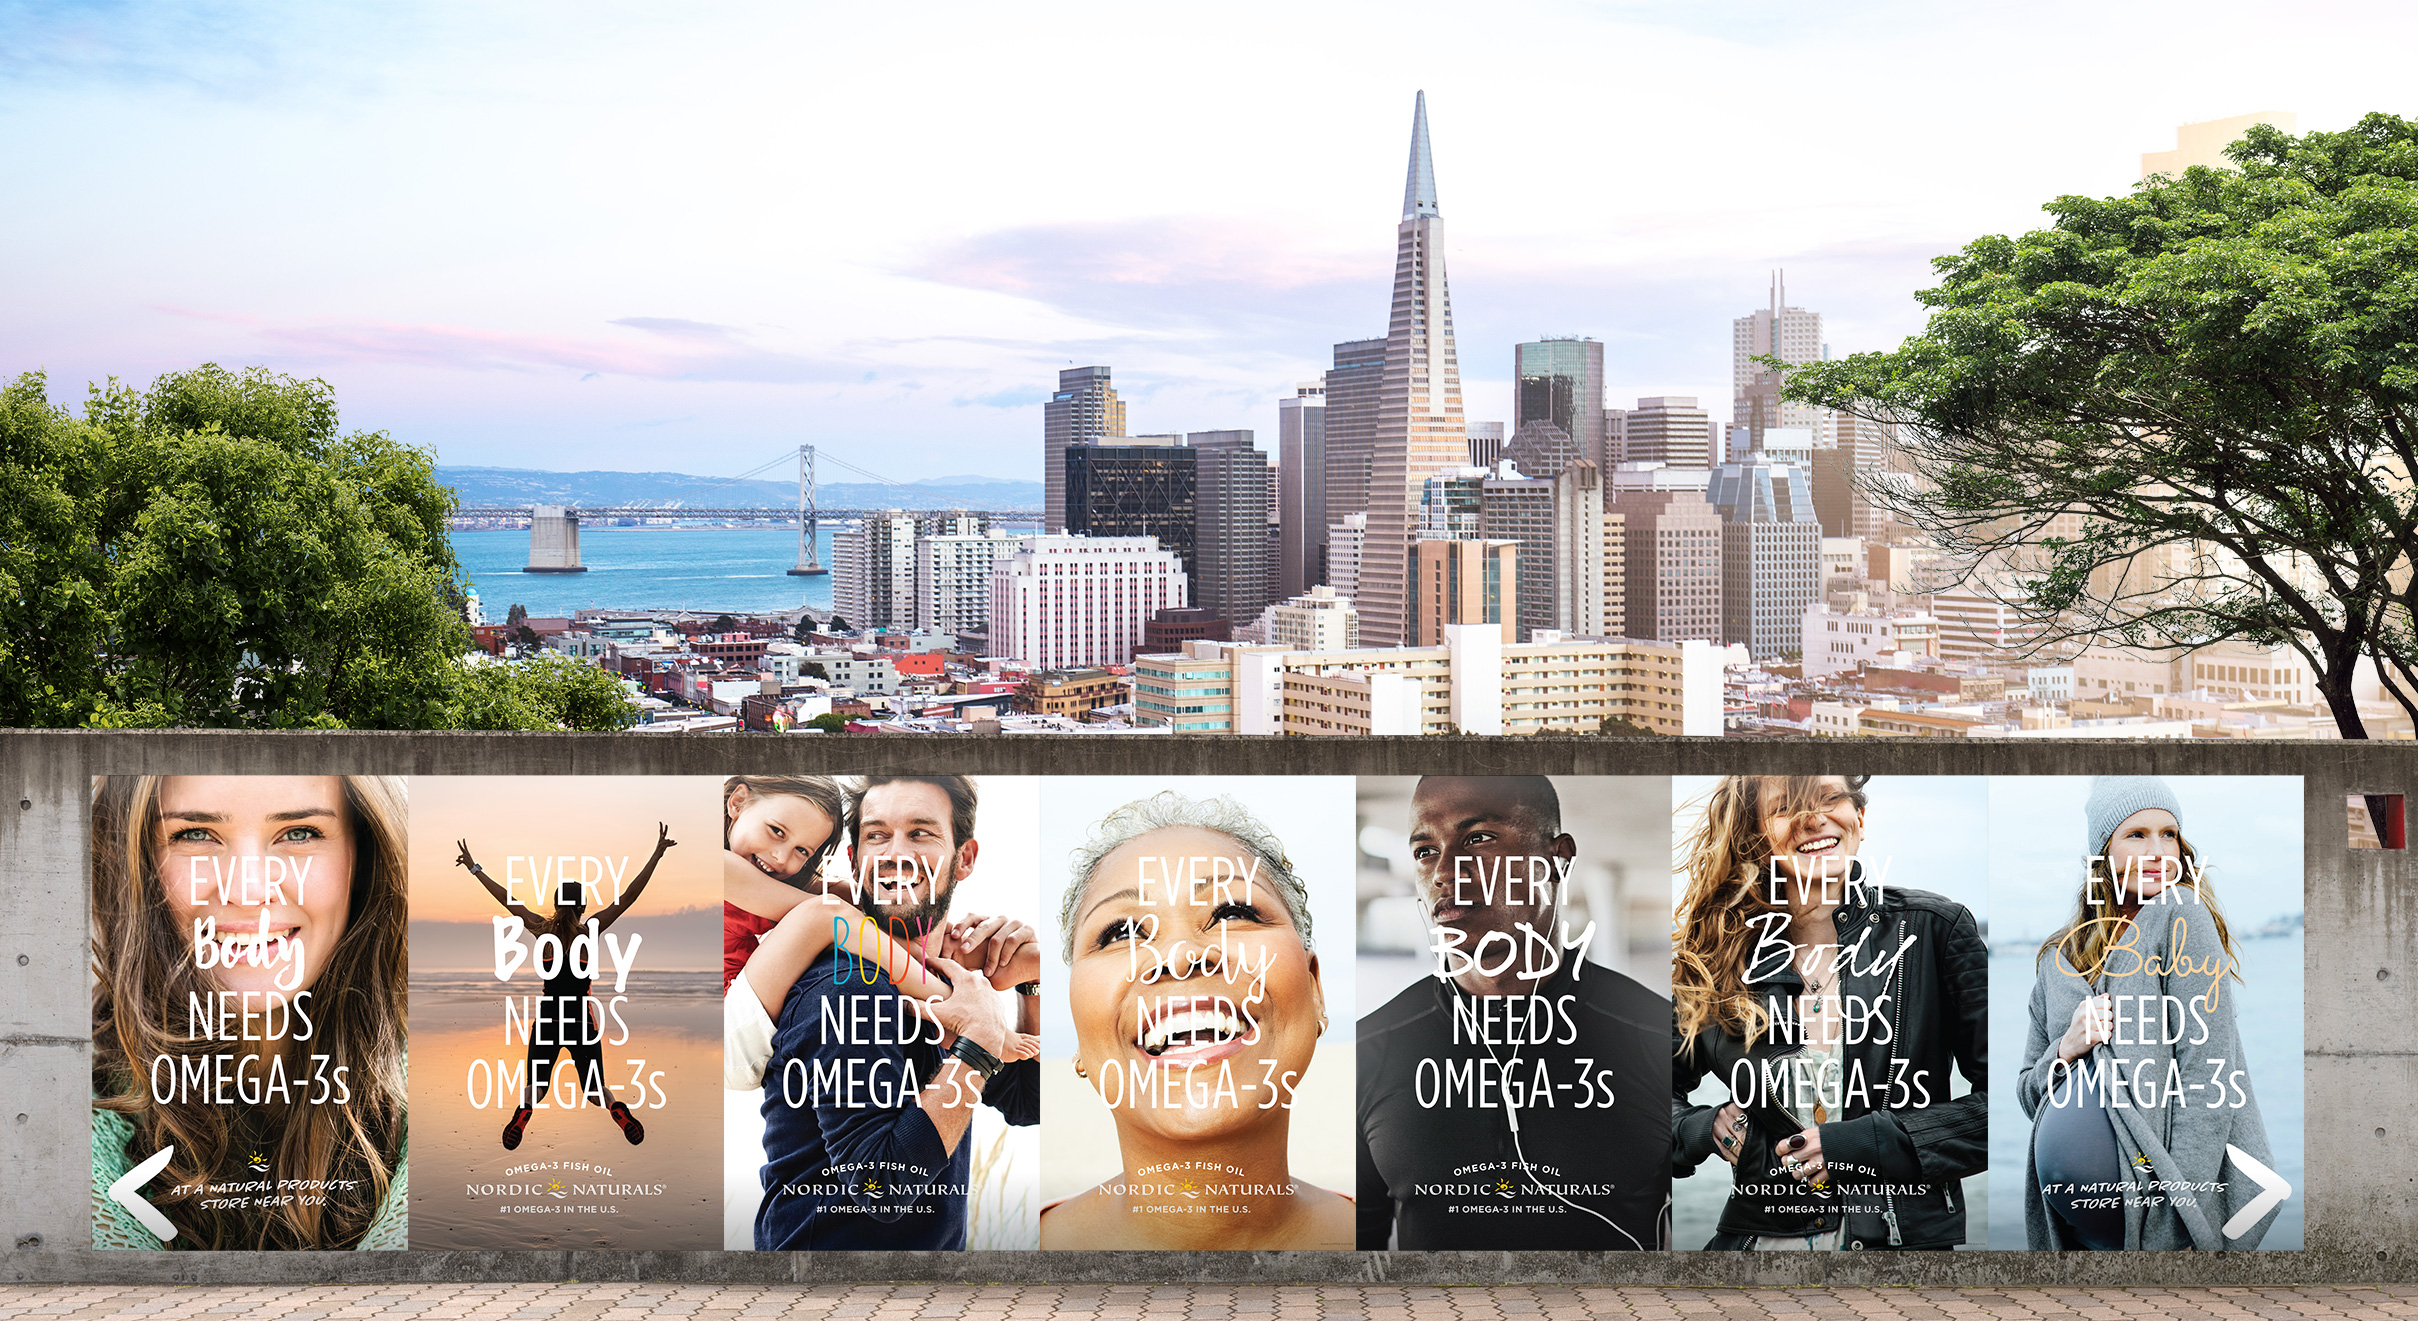 EVERY
Body
NEEDS
OMEGA-3s
AT A NATURAL PRODUCTS
STORE NEAR YOU.
EVERY
Body
NEEDS
OMEGA-3s
OMEGA-3 FISH OIL
NORDIC NATURALS®
#1 OMEGA-3 IN THE U.S.
EVERY
BODY
NEEDS
OMEGA-3s
OMEGA-3 FISH OIL
NORDIC NATURALS
#1 OMEGA-3 IN THE U.S.
EVERY
Body
NEEDS
OMEGA-3s
OMEGA-3 FISH OIL
NORDIC NATURALS®
#1 OMEGA-3 IN THE U.S.
EVERY
BODY
NEEDS
OMEGA-3s
OMEGA-3 FISH OIL
NORDIC NATURALS®
#1 OMEGA-3 IN THE U.S.
EVERY
Body
NEEDS
OMEGA-3s
OMEGA-3 FISH OIL
NORDIC NATURALS®
#1 OMEGA-3 IN THE U.S.
EVERY
Baby
NEEDS
OMEGA-3s
AT A NATURAL PRODUCTS
STORE NEAR YOU.